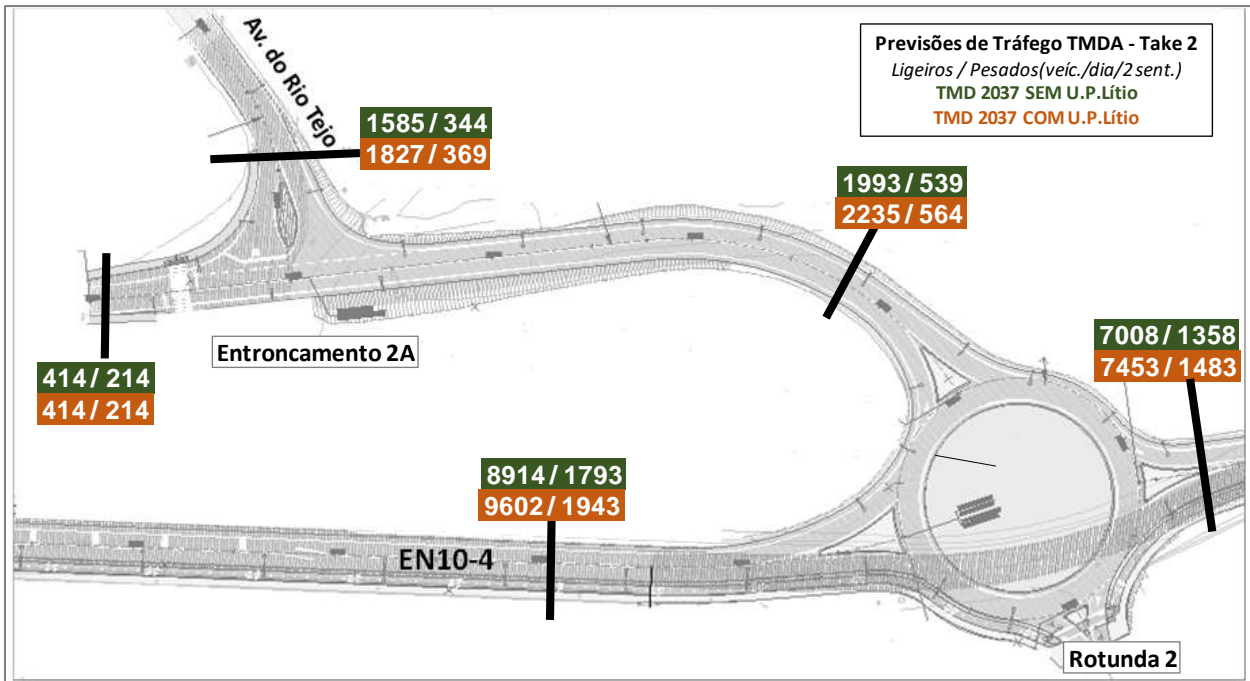 Previsões de Tráfego TMDA - Take 2
Ligeiros / Pesados(veíc./dia/2 sent.)
TMD 2037 SEM U.P.Lítio
TMD 2037 COM U.P.Lítio
Av. do Rio Tejo
1585 / 344
1827 / 369
1993 / 539
2235 / 564
7008 / 1358
7453 / 1483
Entroncamento 2A
414 / 214
414 / 214
8914 / 1793
9602 / 1943
EN10-4
Rotunda 2